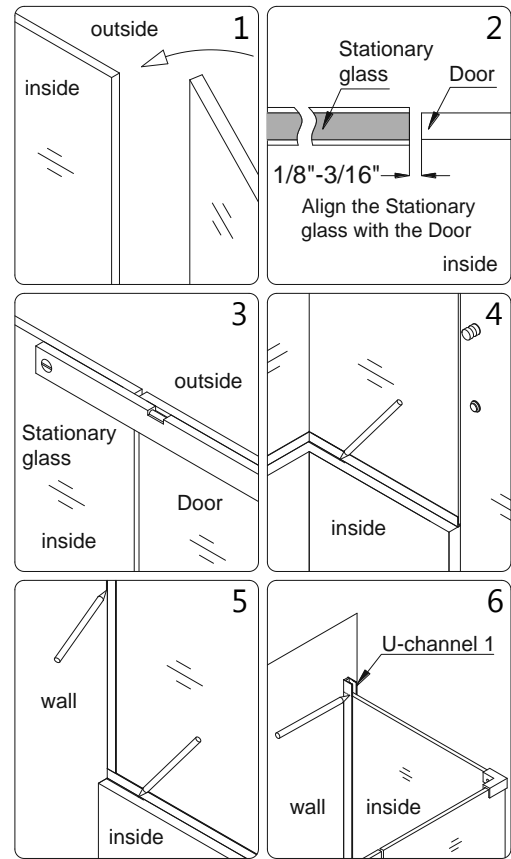 1
outside
inside
2
Stationary
glass
Door
1/8"-3/16"
Align the Stationary
glass with the Door
inside
3
outside
Stationary
glass
Door
inside
4
inside
5
wall
inside
6
U-channel 1
wall
inside